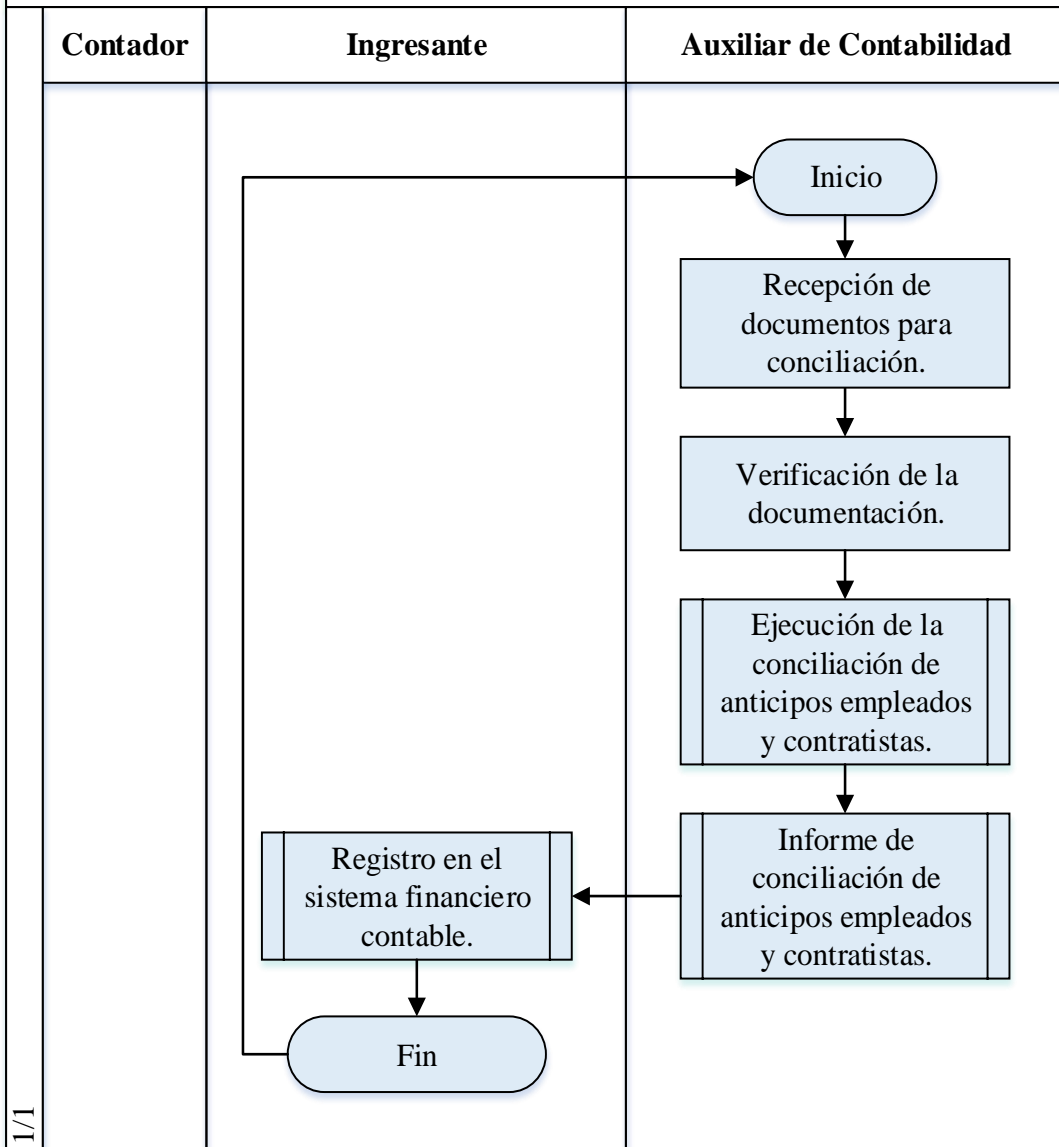 Contador
Ingresante
Auxiliar de Contabilidad
Inicio
Recepción de
documentos para
conciliación.
Verificación de la
documentación.
Ejecución de la
conciliación de
anticipos empleados
y contratistas.
Informe de
conciliación de
anticipos empleados
y contratistas.
Registro en el
sistema financiero
contable.
Fin
1/1